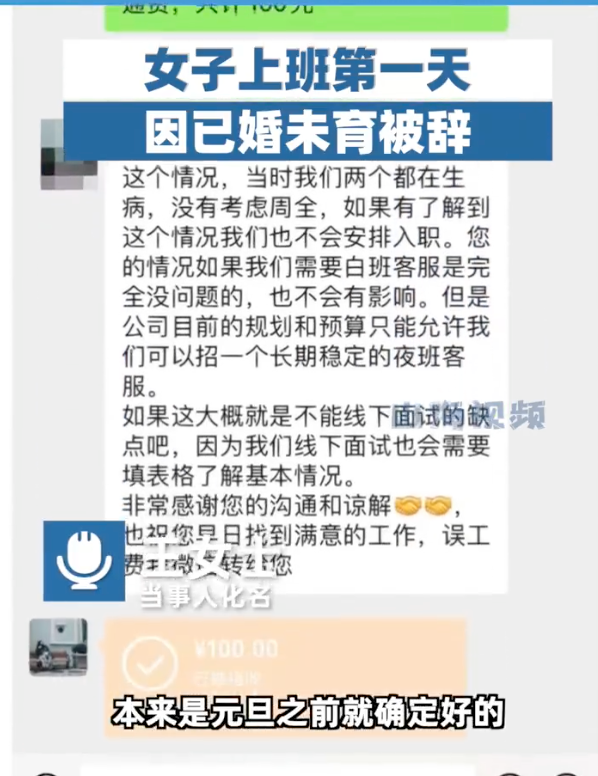 女子上班第一天
因已婚未育被辞
这个情况，当时我们两个都在生
病，没有考虑周全，如果有了解到
这个情况我们也不会安排入职。您
的情况如果我们需要白班客服是完
全没问题的，也不会有影响。但是
公司目前的规划和预算只能允许我
们可以招一个长期稳定的夜班客
服。
如果这大概就是不能线下面试的缺
点吧，因为我们线下面试也会需要
填表格了解基本情况。
非常感谢您的沟通和谅解🤝🤝，
也祝您早日找到满意的工作，误工
转给您
王女士
当事人化名
¥100.00
本来是元旦之前就确定好的